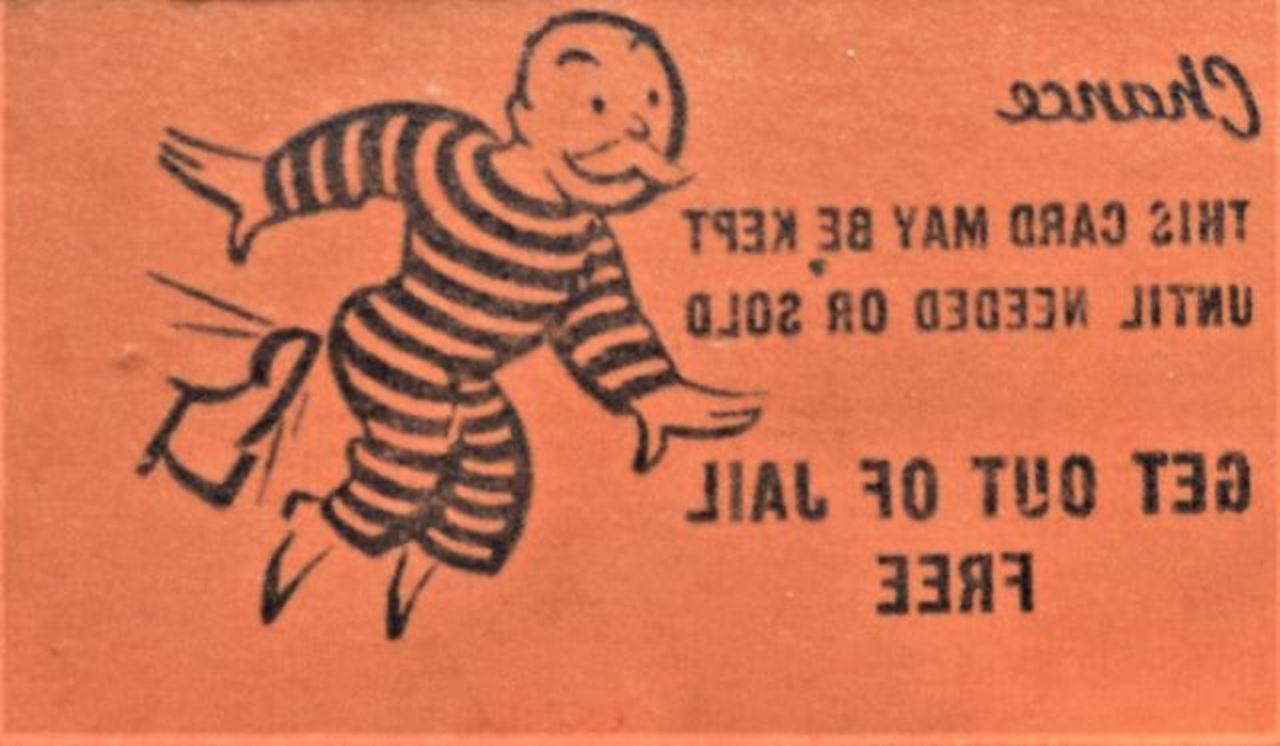 Chance
THIS CARD MAY BE KEPT
UNTIL NEEDED OR SOLD
GET OUT OF JAIL
FREE